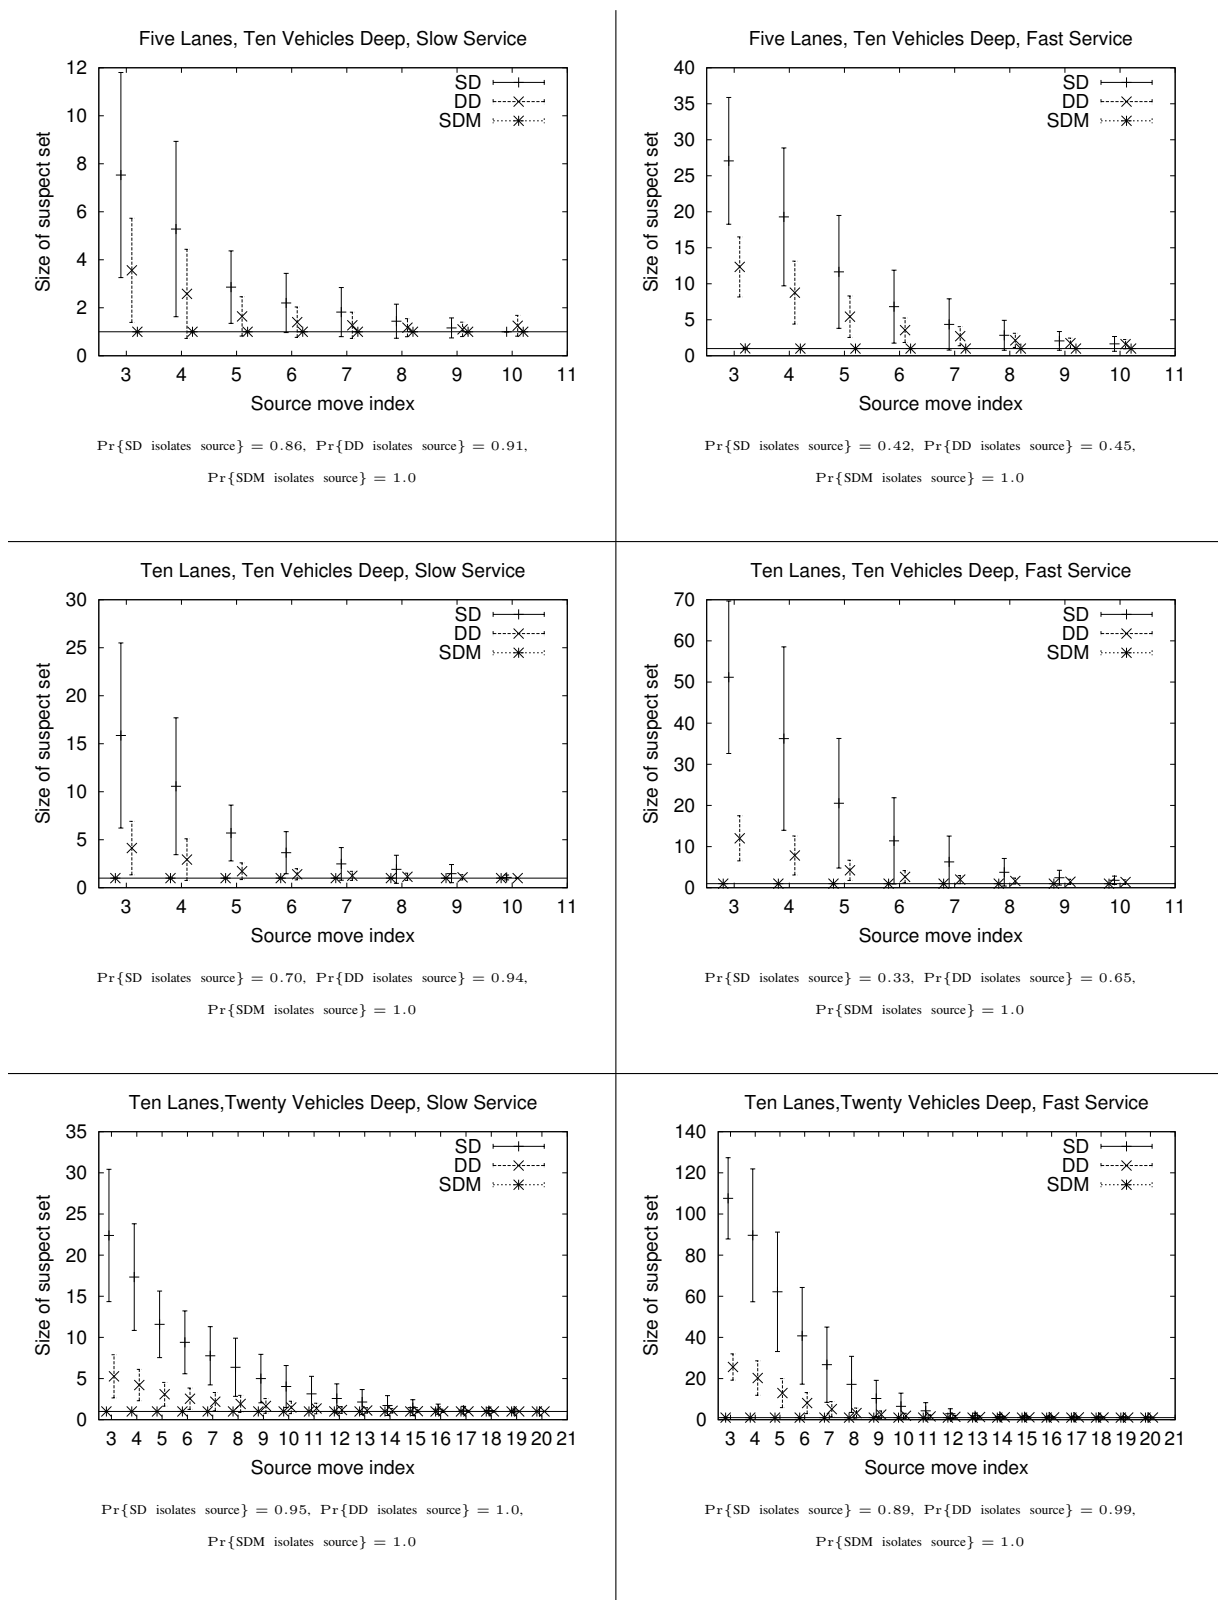 Five Lanes, Ten Vehicles Deep, Slow Service
12
10
8
6
4
2
0
Size of suspect set
SD
DD
SDM
3 4 5 6 7 8 9 10 11
Source move index
Pr{SD isolates source} = 0.86, Pr{DD isolates source} = 0.91,
Pr{SDM isolates source} = 1.0
Five Lanes, Ten Vehicles Deep, Fast Service
40
35
30
25
20
15
10
5
0
Size of suspect set
SD
DD
SDM
3 4 5 6 7 8 9 10 11
Source move index
Pr{SD isolates source} = 0.42, Pr{DD isolates source} = 0.45,
Pr{SDM isolates source} = 1.0
Ten Lanes, Ten Vehicles Deep, Slow Service
30
25
20
15
10
5
0
Size of suspect set
SD
DD
SDM
3 4 5 6 7 8 9 10 11
Source move index
Pr{SD isolates source} = 0.70, Pr{DD isolates source} = 0.94,
Pr{SDM isolates source} = 1.0
Ten Lanes, Ten Vehicles Deep, Fast Service
70
60
50
40
30
20
10
0
Size of suspect set
SD
DD
SDM
3 4 5 6 7 8 9 10 11
Source move index
Pr{SD isolates source} = 0.33, Pr{DD isolates source} = 0.65,
Pr{SDM isolates source} = 1.0
Ten Lanes,Twenty Vehicles Deep, Slow Service
35
30
25
20
15
10
5
0
Size of suspect set
SD
DD
SDM
3 4 5 6 7 8 9 10 11 12 13 14 15 16 17 18 19 20 21
Source move index
Pr{SD isolates source} = 0.95, Pr{DD isolates source} = 1.0,
Pr{SDM isolates source} = 1.0
Ten Lanes,Twenty Vehicles Deep, Fast Service
140
120
100
80
60
40
20
0
Size of suspect set
SD
DD
SDM
3 4 5 6 7 8 9 10 11 12 13 14 15 16 17 18 19 20 21
Source move index
Pr{SD isolates source} = 0.89, Pr{DD isolates source} = 0.99,
Pr{SDM isolates source} = 1.0